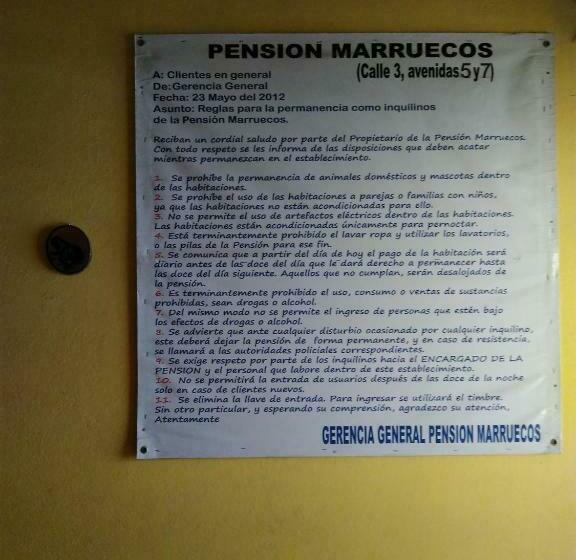 PENSION MARRUECOS
(Calle 3, avenidas 5 y 7)
A: Clientes en general
De: Gerencia General
Fecha: 23 Mayo del 2012
Asunto: Reglas para la permanencia como inquilinos
de la Pensión Marruecos.
Reciban un cordial saludo por parte del Propietario de la Pensión Marruecos.
Con todo respeto se les informa de las disposiciones que deben acatar
mientras permanezcan en el establecimiento.
1. Se prohíbe la permanencia de animales domésticos y mascotas dentro
de las habitaciones.
2. Se prohíbe el uso de las habitaciones a parejas o familias con niños,
ya que las habitaciones no están acondicionadas para ello.
3. No se permite el uso de artefactos eléctricos dentro de las habitaciones.
Las habitaciones están acondicionadas únicamente para pernoctar.
4. Está terminantemente prohibido el lavar ropa y utilizar los lavatorios,
o las pilas de la Pensión para ese fin.
5. Se comunica que a partir del día de hoy el pago de la habitación será
diario antes de las doce del día que le dará derecho a permanecer hasta
las doce del día siguiente. Aquellos que no cumplan, serán desalojados de
la pensión.
6. Es terminantemente prohibido el uso, consumo o ventas de sustancias
prohibidas, sean drogas o alcohol.
7. Del mismo modo no se permite el ingreso de personas que estén bajo
los efectos de drogas o alcohol.
8. Se advierte que ante cualquier disturbio ocasionado por cualquier inquilino,
este deberá dejar la pensión de forma permanente, y en caso de resistencia,
se llamará a las autoridades policiales correspondientes.
9. Se exige respeto por parte de los inquilinos hacia el ENCARGADO DE LA
PENSION y el personal que labore dentro de este establecimiento.
10. No se permitirá la entrada de usuarios después de las doce de la noche
solo en caso de clientes nuevos.
11. Se elimina la llave de entrada. Para ingresar se utilizará el timbre.
Sin otro particular, y esperando su comprensión, agradezco su atención,
Atentamente
GERENCIA GENERAL PENSION MARRUECOS